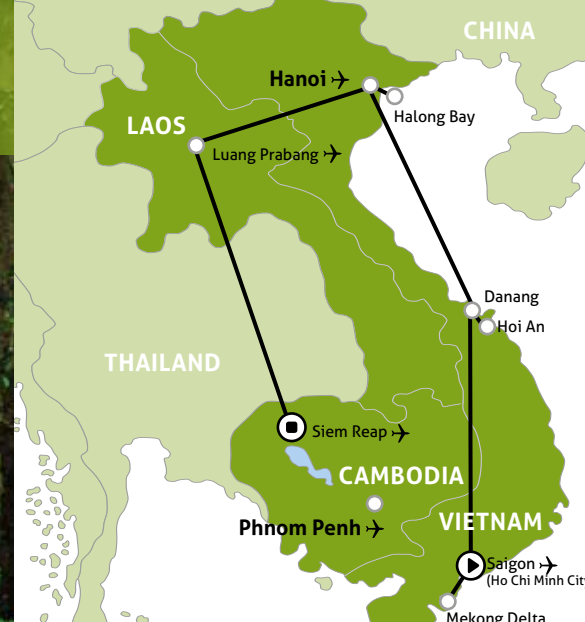 CHINA
Hanoi
Halong Bay
LAOS
Luang Prabang
Danang
Hoi An
THAILAND
Siem Reap
CAMBODIA
Phnom Penh
VIETNAM
Saigon
(Ho Chi Minh City
Mekong Delta